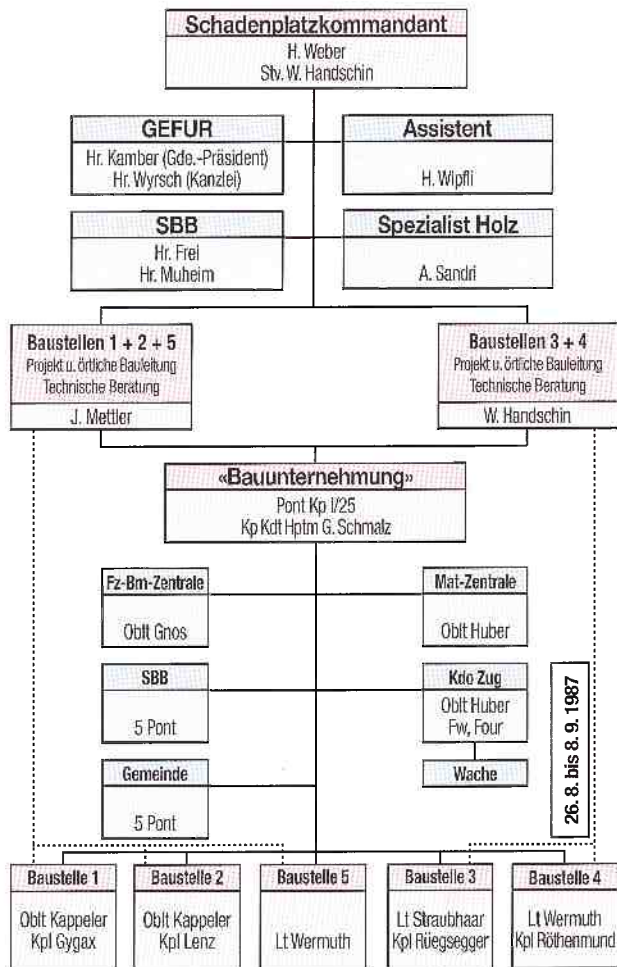 Schadenplatzkommandant
H. Weber
Stv. W. Handschin
GEFUR
Hr. Kamber (Gde.-Präsident)
Hr. Wyrsch (Kanzlei)
Assistent
H. Wipfli
SBB
Hr. Frei
Hr. Muheim
Spezialist Holz
A. Sandri
Baustellen 1 + 2 + 5
Projekt u. örtliche Bauleitung
Technische Beratung
J. Mettler
Baustellen 3 + 4
Projekt u. örtliche Bauleitung
Technische Beratung
W. Handschin
«Bauunternehmung»
Pont Kp I/25
Kp Kdt Hptm G. Schmalz
Fz-Bm-Zentrale
Oblt Gnos
Mat-Zentrale
Oblt Huber
SBB
5 Pont
Kdo Zug
Oblt Huber
Fw, Four
Wache
Gemeinde
5 Pont
26. 8. bis 8. 9. 1987
Baustelle 1
Oblt Kappeler
Kpl Gygax
Baustelle 2
Oblt Kappeler
Kpl Lenz
Baustelle 5
Lt Wermuth
Baustelle 3
Lt Straubhaar
Kpl Rüegsegger
Baustelle 4
Lt Wermuth
Kpl Röthenmund